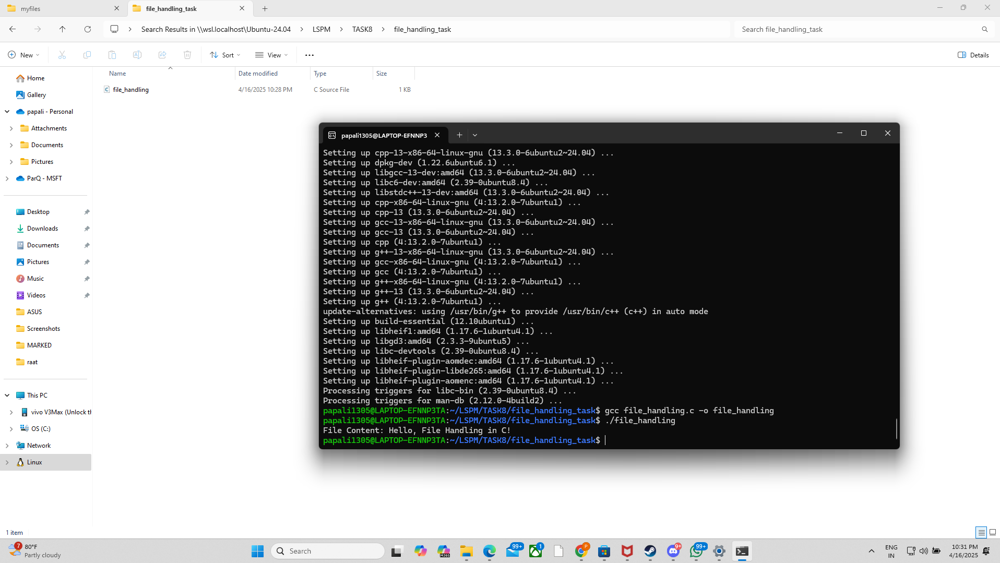 myfiles
file_handling_task
Search Results in \\wsl.localhost\Ubuntu-24.04 > LSPM > TASK8 > file_handling_task
Search file_handling_task
New
Sort
View
Details
Name Date modified Type Size
file_handling 4/16/2025 10:28 PM C Source File 1 KB
Home
Gallery
papali - Personal
Attachments
Documents
Pictures
ParQ - MSFT
Desktop
Downloads
Documents
Pictures
Music
Videos
ASUS
Screenshots
MARKED
raat
This PC
vivo V3Max (Unlock t
OS (C:)
Network
Linux
1 item
papali1305@LAPTOP-EFNNP3
Setting up cpp-13-x86-64-linux-gnu (13.3.0-6ubuntu2~24.04) ...
Setting up dpkg-dev (1.22.6ubuntu6.1) ...
Setting up libgcc-13-dev:amd64 (13.3.0-6ubuntu2~24.04) ...
Setting up libc6-dev:amd64 (2.39-0ubuntu8.4) ...
Setting up libstdc++-13-dev:amd64 (13.3.0-6ubuntu2~24.04) ...
Setting up cpp-x86-64-linux-gnu (4:13.2.0-7ubuntu1) ...
Setting up cpp-13 (13.3.0-6ubuntu2~24.04) ...
Setting up gcc-13-x86-64-linux-gnu (13.3.0-6ubuntu2~24.04) ...
Setting up gcc-13 (13.3.0-6ubuntu2~24.04) ...
Setting up cpp (4:13.2.0-7ubuntu1) ...
Setting up g++-13-x86-64-linux-gnu (13.3.0-6ubuntu2~24.04) ...
Setting up gcc-x86-64-linux-gnu (4:13.2.0-7ubuntu1) ...
Setting up gcc (4:13.2.0-7ubuntu1) ...
Setting up g++-x86-64-linux-gnu (4:13.2.0-7ubuntu1) ...
Setting up g++-13 (13.3.0-6ubuntu2~24.04) ...
Setting up g++ (4:13.2.0-7ubuntu1) ...
update-alternatives: using /usr/bin/g++ to provide /usr/bin/c++ (c++) in auto mode
Setting up build-essential (12.10ubuntu1) ...
Setting up libheif1:amd64 (1.17.6-1ubuntu4.1) ...
Setting up libgd3:amd64 (2.3.3-9ubuntu5) ...
Setting up libc-devtools (2.39-0ubuntu8.4) ...
Setting up libheif-plugin-aomdec:amd64 (1.17.6-1ubuntu4.1) ...
Setting up libheif-plugin-libde265:amd64 (1.17.6-1ubuntu4.1) ...
Setting up libheif-plugin-aomenc:amd64 (1.17.6-1ubuntu4.1) ...
Processing triggers for libc-bin (2.39-0ubuntu8.4) ...
Processing triggers for man-db (2.12.0-4build2) ...
papali1305@LAPTOP-EFNNP3TA:~/LSPM/TASK8/file_handling_task$ gcc file_handling.c -o file_handling
papali1305@LAPTOP-EFNNP3TA:~/LSPM/TASK8/file_handling_task$ ./file_handling
File Content: Hello, File Handling in C!
papali1305@LAPTOP-EFNNP3TA:~/LSPM/TASK8/file_handling_task$
7
80°F
Partly cloudy
Search
M365
99+
1
P
9+
99+
ENG
IN
10:31 PM
4/16/2025